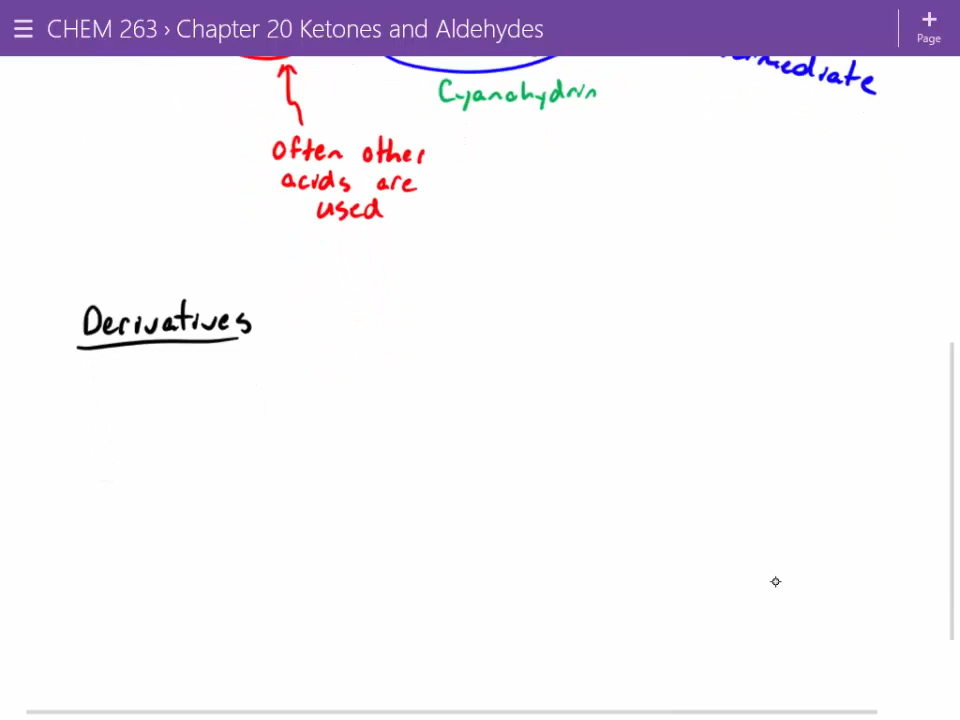 CHEM 263 › Chapter 20 Ketones and Aldehydes
Page
Cyanohydrin
Often other
acids are
used
Derivatives